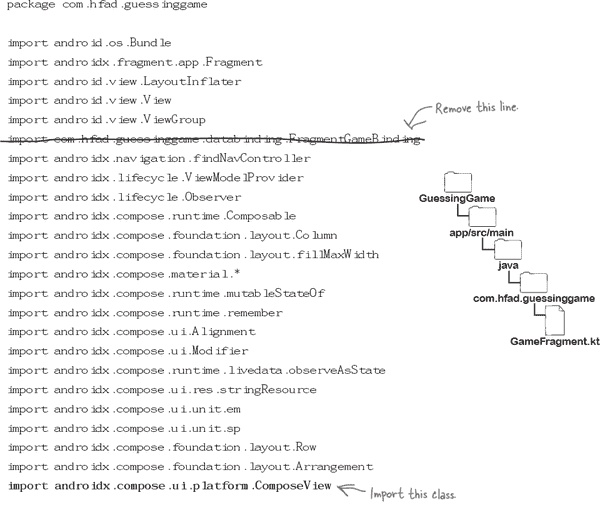 package com.hfad.guessinggame
import android.os.Bundle
import androidx.fragment.app.Fragment
import android.view.LayoutInflater
import android.view.View
import android.view.ViewGroup
Remove this line.
import com.hfad.guessinggame.databinding.FragmentGameBinding
import androidx.navigation.findNavController
import androidx.lifecycle.ViewModelProvider
import androidx.lifecycle.Observer
import androidx.compose.runtime.Composable
import androidx.compose.foundation.layout.Column
import androidx.compose.foundation.layout.fillMaxWidth
import androidx.compose.material.*
import androidx.compose.runtime.mutableStateOf
import androidx.compose.runtime.remember
import androidx.compose.ui.Alignment
import androidx.compose.ui.Modifier
import androidx.compose.runtime.livedata.observeAsState
import androidx.compose.ui.res.stringResource
import androidx.compose.ui.unit.em
import androidx.compose.ui.unit.sp
import androidx.compose.foundation.layout.Row
import androidx.compose.foundation.layout.Arrangement
import androidx.compose.ui.platform.ComposeView
Import this class.
GuessingGame
app/src/main
java
com.hfad.guessinggame
GameFragment.kt